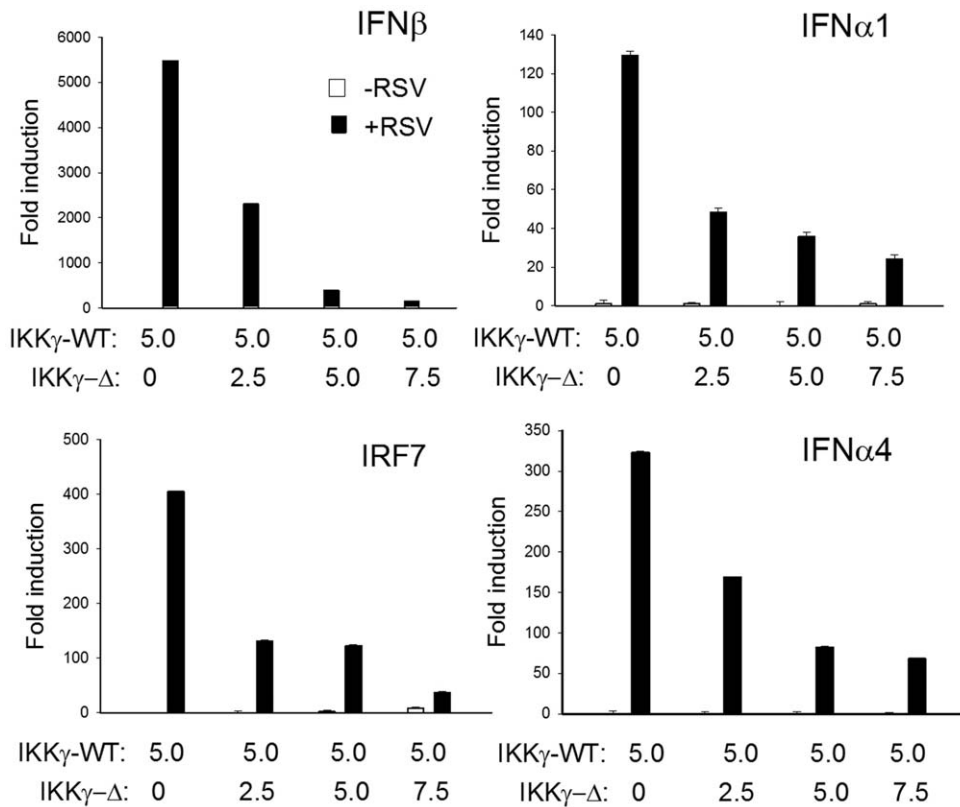 IFNβ
Fold induction
6000
5000
4000
3000
2000
1000
0
-RSV
+RSV
IKKγ-WT: 5.0 5.0 5.0 5.0
IKKγ–Δ: 0 2.5 5.0 7.5
IFNα1
Fold induction
140
120
100
80
60
40
20
0
5.0 5.0 5.0 5.0
IKKγ-WT:
IKKγ–Δ: 0 2.5 5.0 7.5
IRF7
Fold induction
500
400
300
200
100
0
IKKγ-WT: 5.0 5.0 5.0 5.0
IKKγ–Δ: 0 2.5 5.0 7.5
IFNα4
Fold induction
350
300
250
200
150
100
50
0
IKKγ-WT: 5.0 5.0 5.0 5.0
IKKγ–Δ: 0 2.5 5.0 7.5